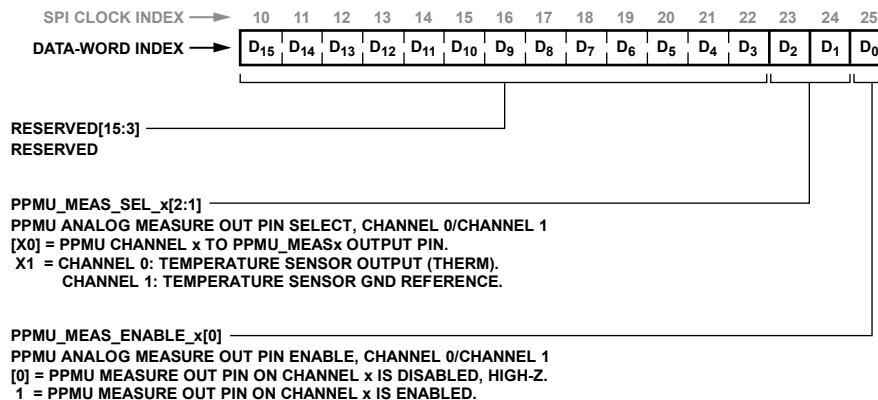 SPI CLOCK INDEX 10 11 12 13 14 15 16 17 18 19 20 21 22 23 24 25
DATA-WORD INDEX D15 D14 D13 D12 D11 D10 D9 D8 D7 D6 D5 D4 D3 D2 D1 D0
RESERVED[15:3]
RESERVED
PPMU_MEAS_SEL_x[2:1]
PPMU ANALOG MEASURE OUT PIN SELECT, CHANNEL 0/CHANNEL 1
[X0] = PPMU CHANNEL x TO PPMU_MEASx OUTPUT PIN.
X1 = CHANNEL 0: TEMPERATURE SENSOR OUTPUT (THERM).
CHANNEL 1: TEMPERATURE SENSOR GND REFERENCE.
PPMU_MEAS_ENABLE_x[0]
PPMU ANALOG MEASURE OUT PIN ENABLE, CHANNEL 0/CHANNEL 1
[0] = PPMU MEASURE OUT PIN ON CHANNEL x IS DISABLED, HIGH-Z.
1 = PPMU MEASURE OUT PIN ON CHANNEL x IS ENABLED.